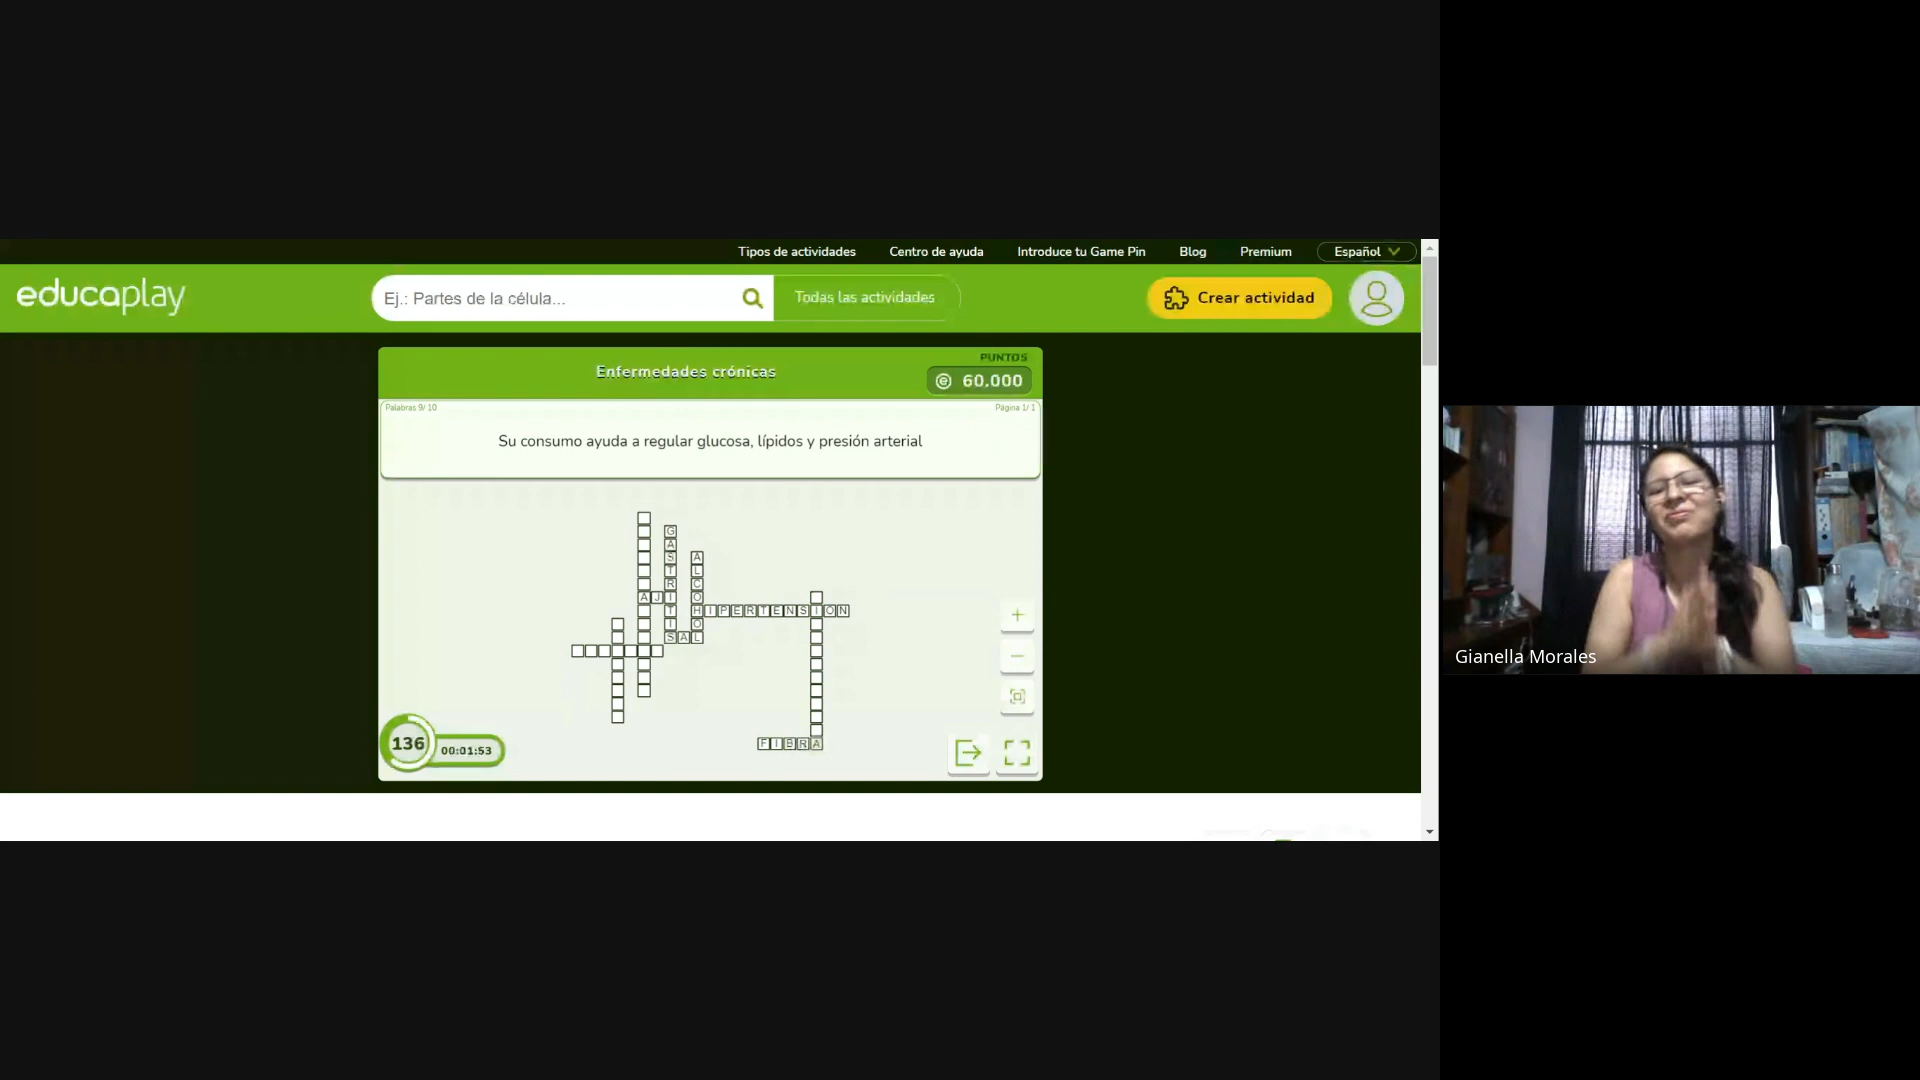 Tipos de actividades Centro de ayuda Introduce tu Game Pin Blog Premium Español
educaplay Ej.: Partes de la célula... Todas las actividades Crear actividad
Enfermedades crónicas
PUNTOS
60.000
Palabras 9/ 10 Página 1/ 1
Su consumo ayuda a regular glucosa, lípidos y presión arterial
GASTRITIS
ALCOHOL
AJI
HIPERTENSION
SAL
FIBRA
136 00:01:53
Gianella Morales